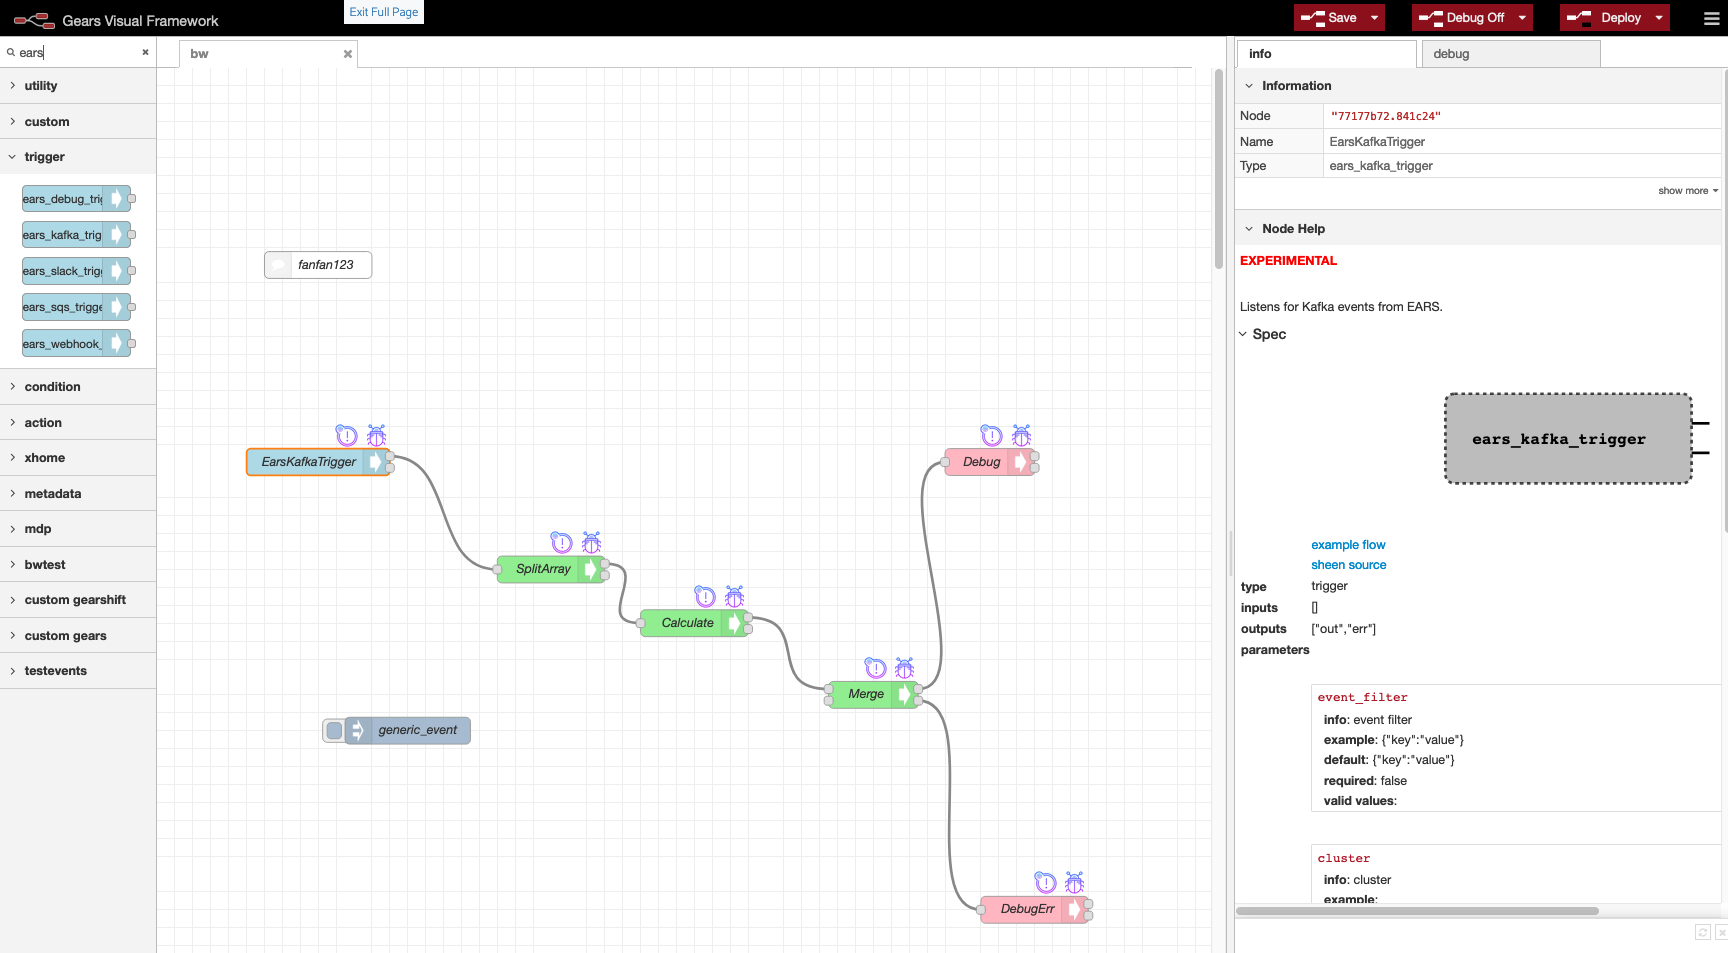 Exit Full Page
Gears Visual Framework
Save
Debug Off
Deploy
ears
bw
info
debug
utility
custom
trigger
ears_debug_tri
ears_kafka_trig
ears_slack_trig
ears_sqs_trigge
ears_webhook_
condition
action
xhome
metadata
mdp
bwtest
custom gearshift
custom gears
testevents
fanfan123
EarsKafkaTrigger
SplitArray
Calculate
Merge
Debug
DebugErr
generic_event
Information
Node "77177b72.841c24"
Name EarsKafkaTrigger
Type ears_kafka_trigger
show more
Node Help
EXPERIMENTAL
Listens for Kafka events from EARS.
Spec
ears_kafka_trigger
example flow
sheen source
type trigger
inputs []
outputs ["out","err"]
parameters
event_filter
info: event filter
example: {"key":"value"}
default: {"key":"value"}
required: false
valid values:
cluster
info: cluster
example: